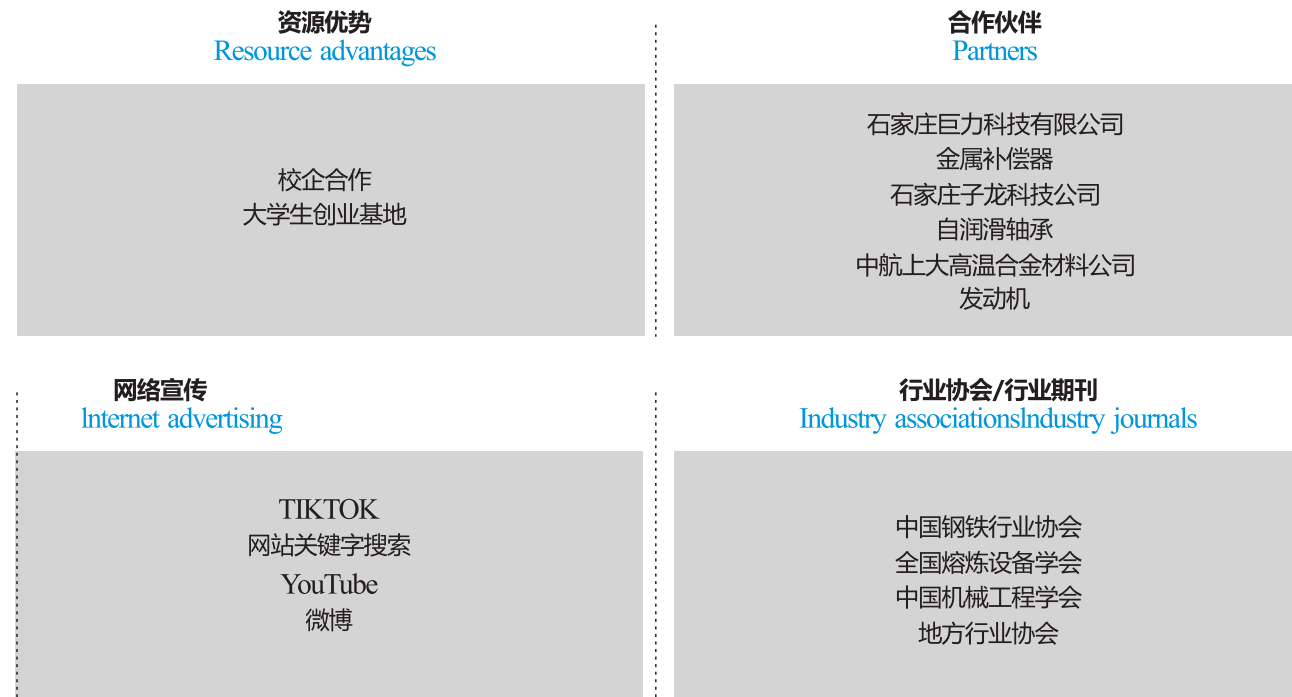 资源优势
Resource advantages
校企合作
大学生创业基地
合作伙伴
Partners
石家庄巨力科技有限公司
金属补偿器
石家庄子龙科技公司
自润滑轴承
中航上大高温合金材料公司
发动机
网络宣传
lnternet advertising
TIKTOK
网站关键字搜索
YouTube
微博
行业协会/行业期刊
Industry associationslndustry journals
中国钢铁行业协会
全国熔炼设备学会
中国机械工程学会
地方行业协会